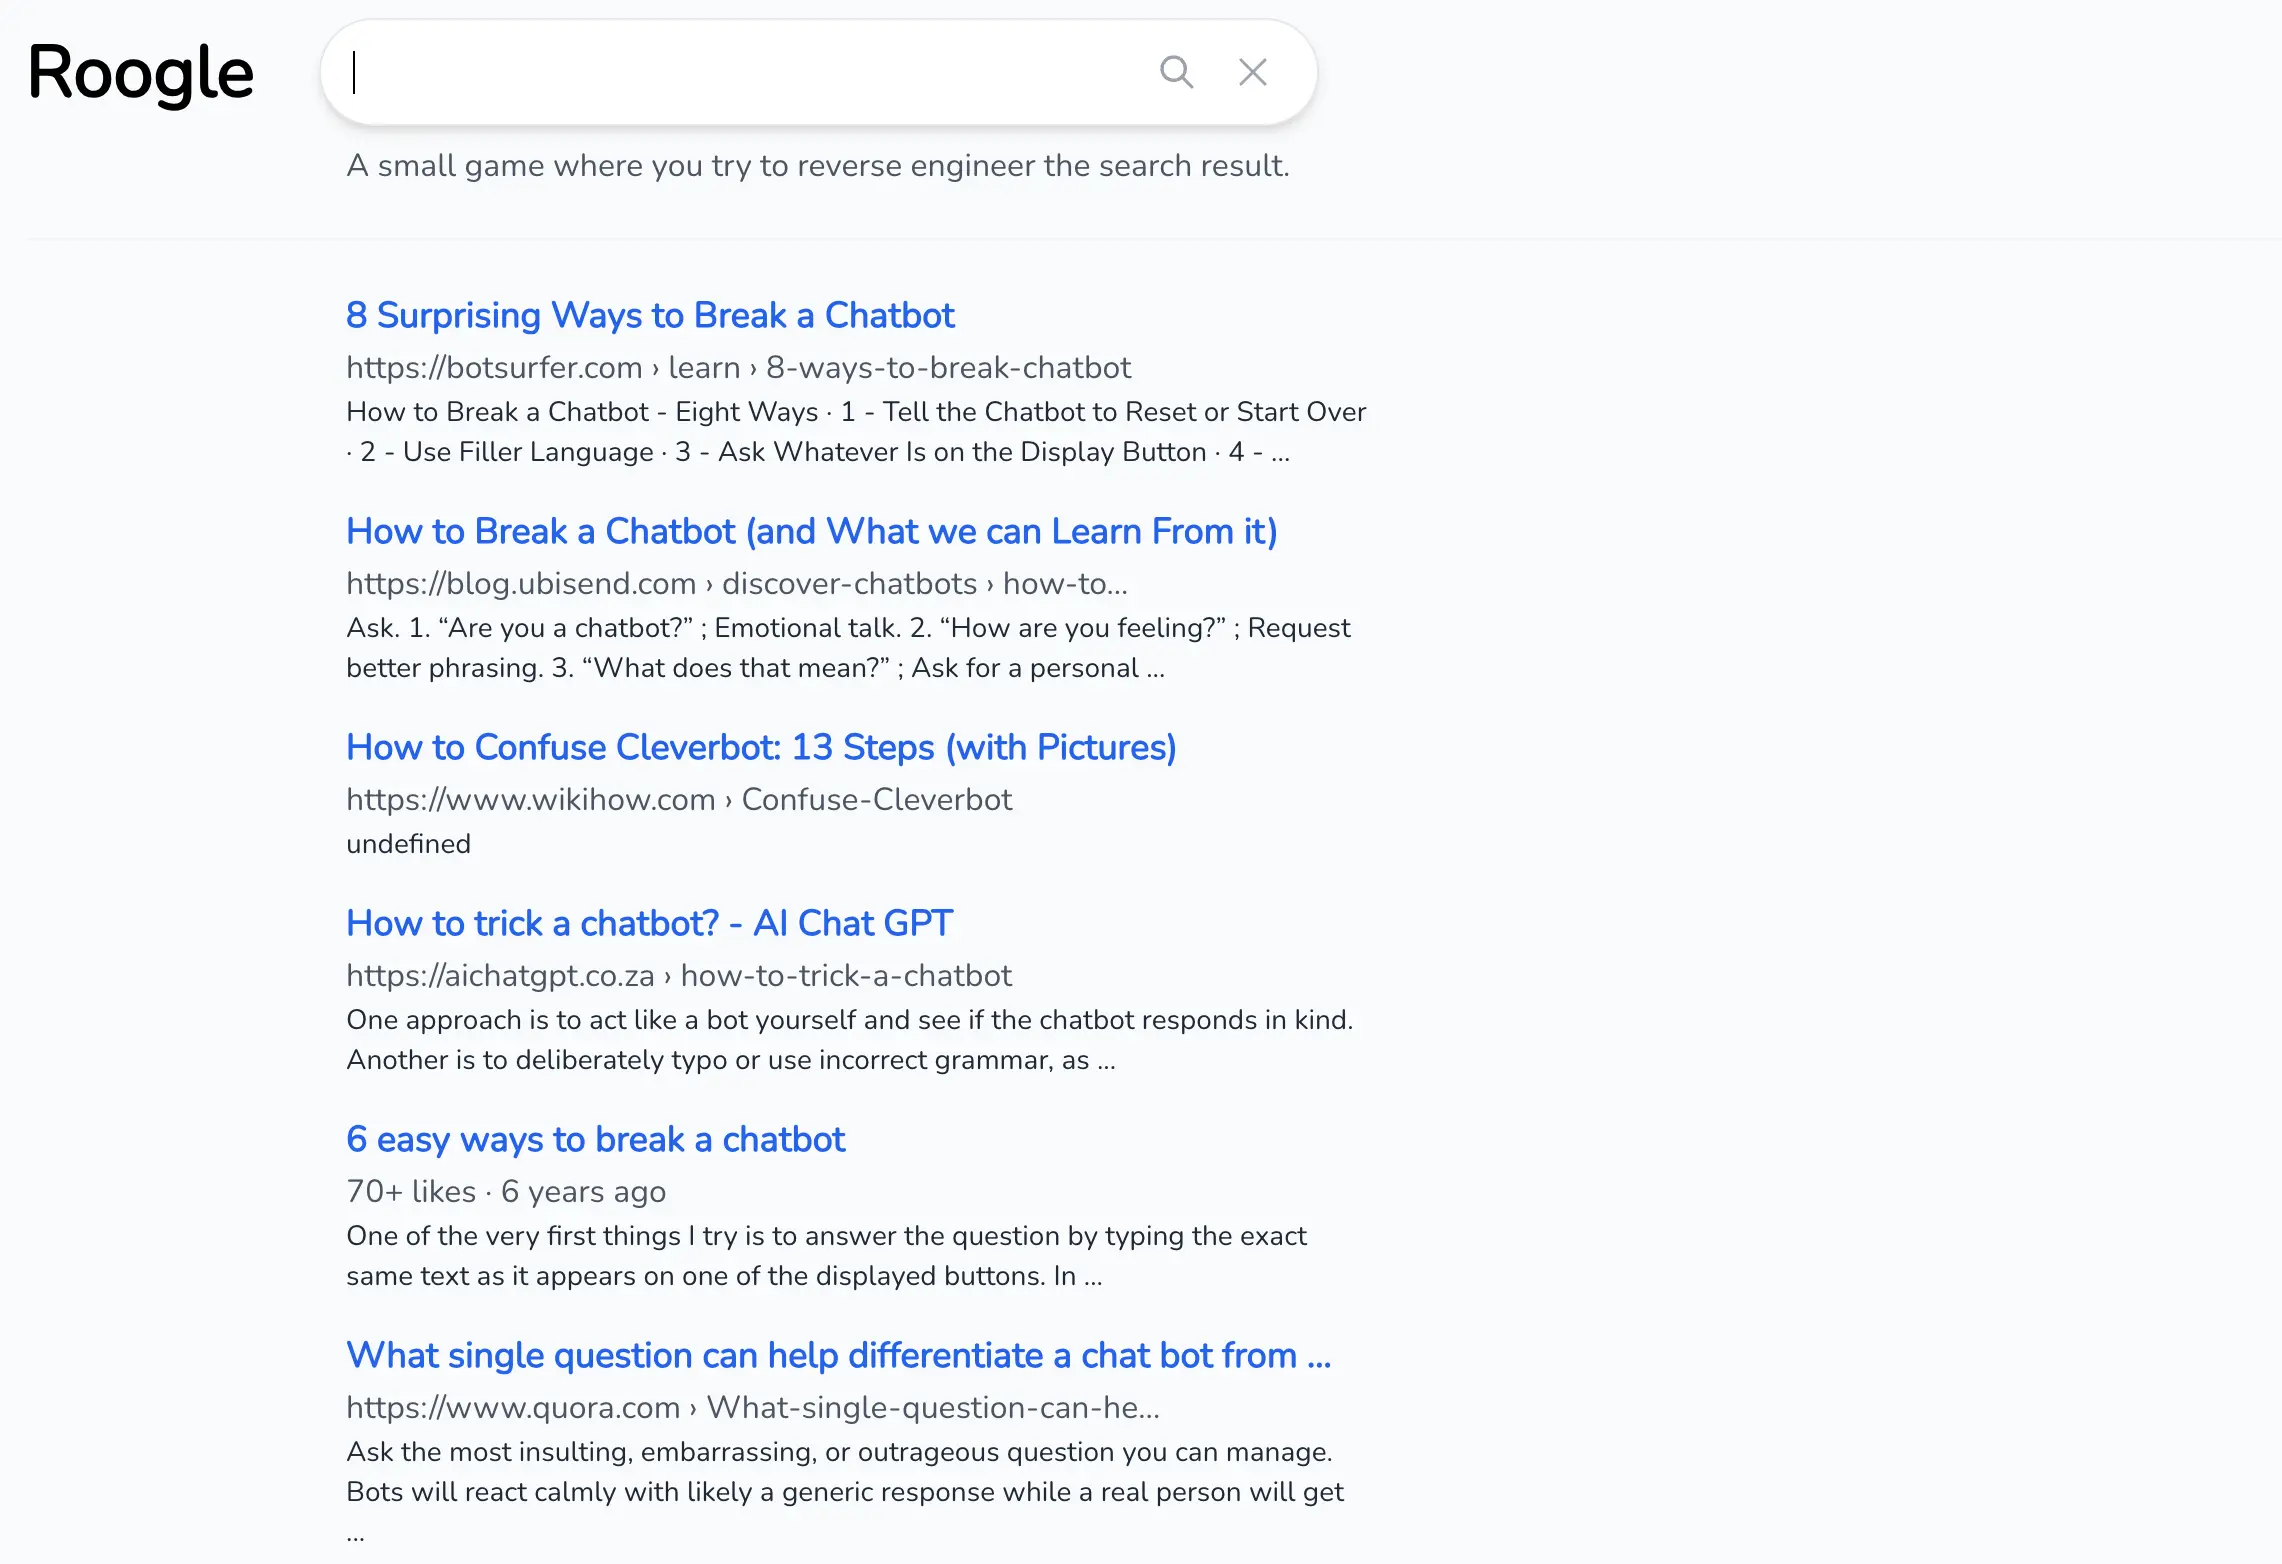 Roogle
A small game where you try to reverse engineer the search result.
8 Surprising Ways to Break a Chatbot
https://botsurfer.com › learn › 8-ways-to-break-chatbot
How to Break a Chatbot - Eight Ways · 1 - Tell the Chatbot to Reset or Start Over
· 2 - Use Filler Language · 3 - Ask Whatever Is on the Display Button · 4 - ...
How to Break a Chatbot (and What we can Learn From it)
https://blog.ubisend.com › discover-chatbots › how-to...
Ask. 1. “Are you a chatbot?” ; Emotional talk. 2. “How are you feeling?” ; Request
better phrasing. 3. “What does that mean?” ; Ask for a personal ...
How to Confuse Cleverbot: 13 Steps (with Pictures)
https://www.wikihow.com › Confuse-Cleverbot
undefined
How to trick a chatbot? - AI Chat GPT
https://aichatgpt.co.za › how-to-trick-a-chatbot
One approach is to act like a bot yourself and see if the chatbot responds in kind.
Another is to deliberately typo or use incorrect grammar, as ...
6 easy ways to break a chatbot
70+ likes · 6 years ago
One of the very first things I try is to answer the question by typing the exact
same text as it appears on one of the displayed buttons. In ...
What single question can help differentiate a chat bot from ...
https://www.quora.com › What-single-question-can-he...
Ask the most insulting, embarrassing, or outrageous question you can manage.
Bots will react calmly with likely a generic response while a real person will get
...